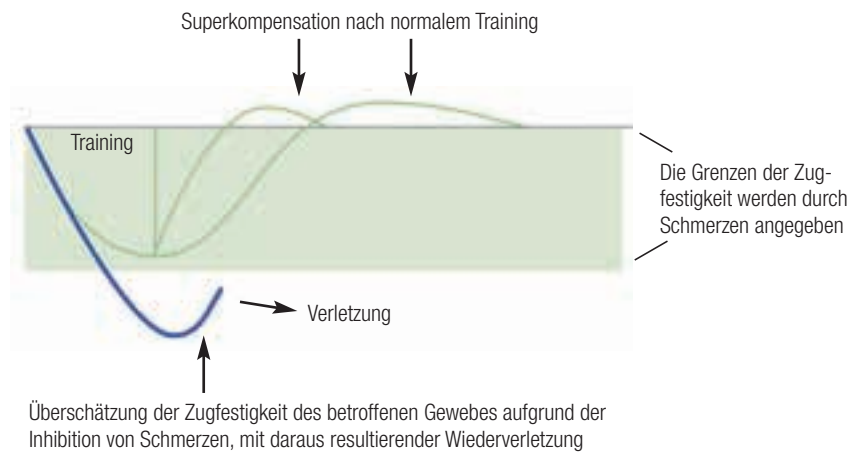 Superkompensation nach normalem Training
Training
Die Grenzen der Zug-
festigkeit werden durch
Schmerzen angegeben
Verletzung
Überschätzung der Zugfestigkeit des betroffenen Gewebes aufgrund der
Inhibition von Schmerzen, mit daraus resultierender Wiederverletzung